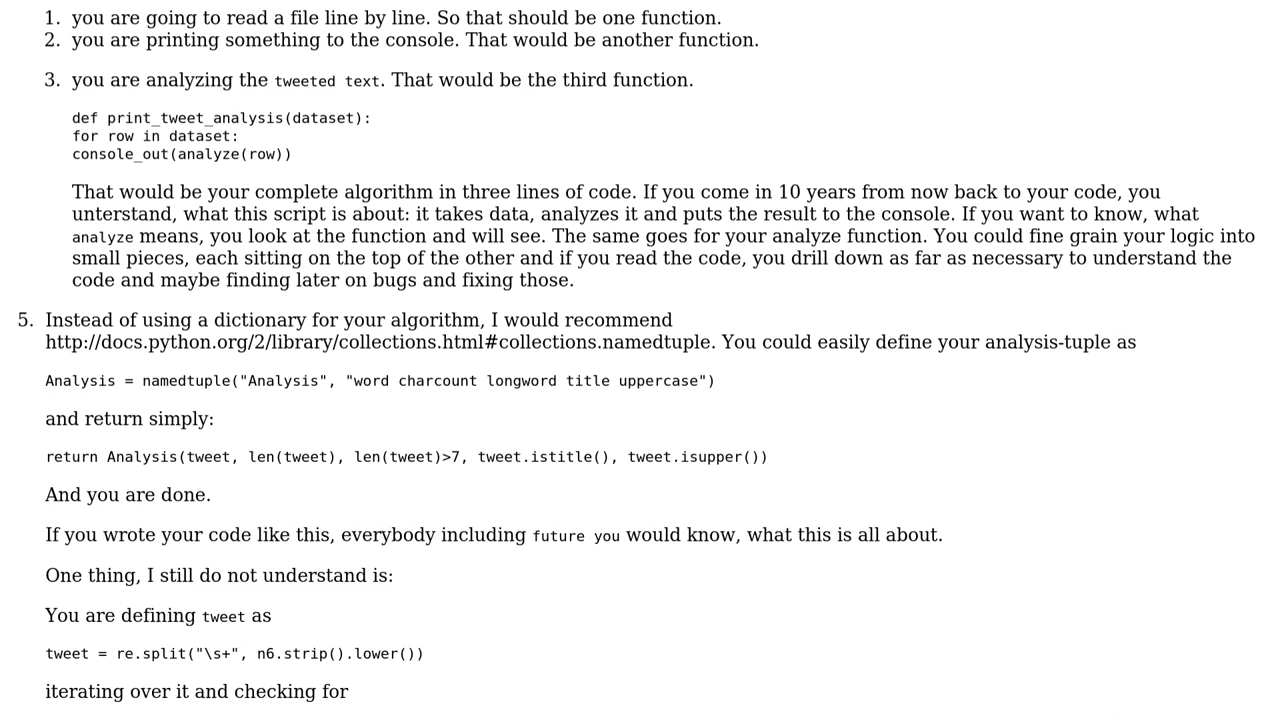 1. you are going to read a file line by line. So that should be one function.
2. you are printing something to the console. That would be another function.
3. you are analyzing the tweeted text. That would be the third function.
def print_tweet_analysis(dataset):
for row in dataset:
console_out(analyze(row))
That would be your complete algorithm in three lines of code. If you come in 10 years from now back to your code, you
unterstand, what this script is about: it takes data, analyzes it and puts the result to the console. If you want to know, what
analyze means, you look at the function and will see. The same goes for your analyze function. You could fine grain your logic into
small pieces, each sitting on the top of the other and if you read the code, you drill down as far as necessary to understand the
code and maybe finding later on bugs and fixing those.
5. Instead of using a dictionary for your algorithm, I would recommend
http://docs.python.org/2/library/collections.html#collections.namedtuple. You could easily define your analysis-tuple as
Analysis = namedtuple("Analysis", "word charcount longword title uppercase")
and return simply:
return Analysis(tweet, len(tweet), len(tweet)>7, tweet.istitle(), tweet.isupper())
And you are done.
If you wrote your code like this, everybody including future you would know, what this is all about.
One thing, I still do not understand is:
You are defining tweet as
tweet = re.split("\s+", n6.strip().lower())
iterating over it and checking for